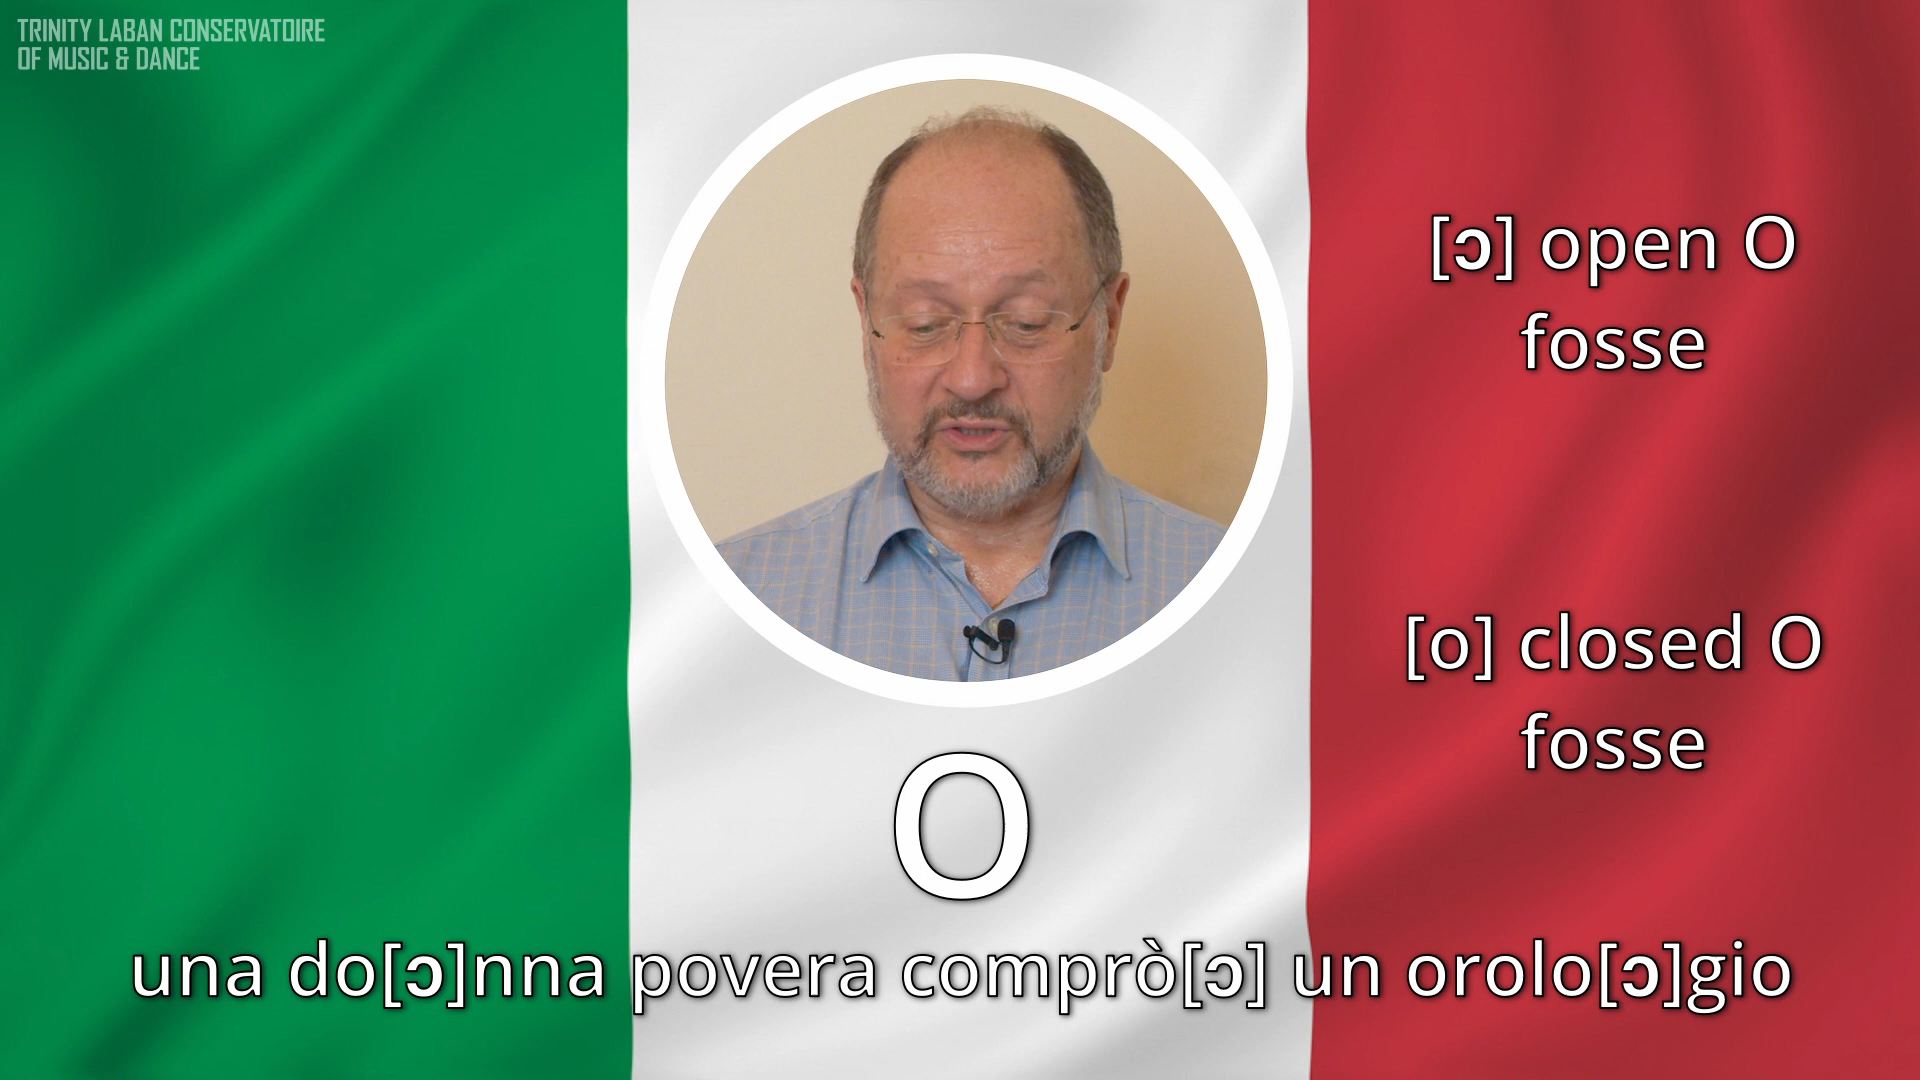 TRINITY LABAN CONSERVATOIRE
OF MUSIC & DANCE
[ɔ] open O
fosse
[o] closed O
fosse
O
una do[ɔ]nna povera comprò[ɔ] un orolo[ɔ]gio